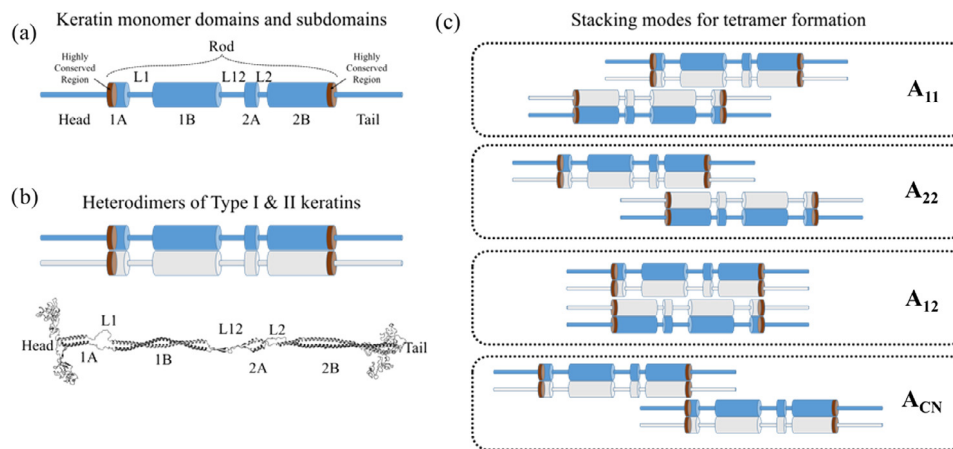 (a)
Keratin monomer domains and subdomains
Rod
Highly
Conserved
Region
L1
L12
L2
Highly
Conserved
Region
Head
1A
1B
2A
2B
Tail
(b)
Heterodimers of Type I & II keratins
Head
L1
1A
1B
L12
L2
2A
2B
Tail
(c)
Stacking modes for tetramer formation
A11
A22
A12
ACN